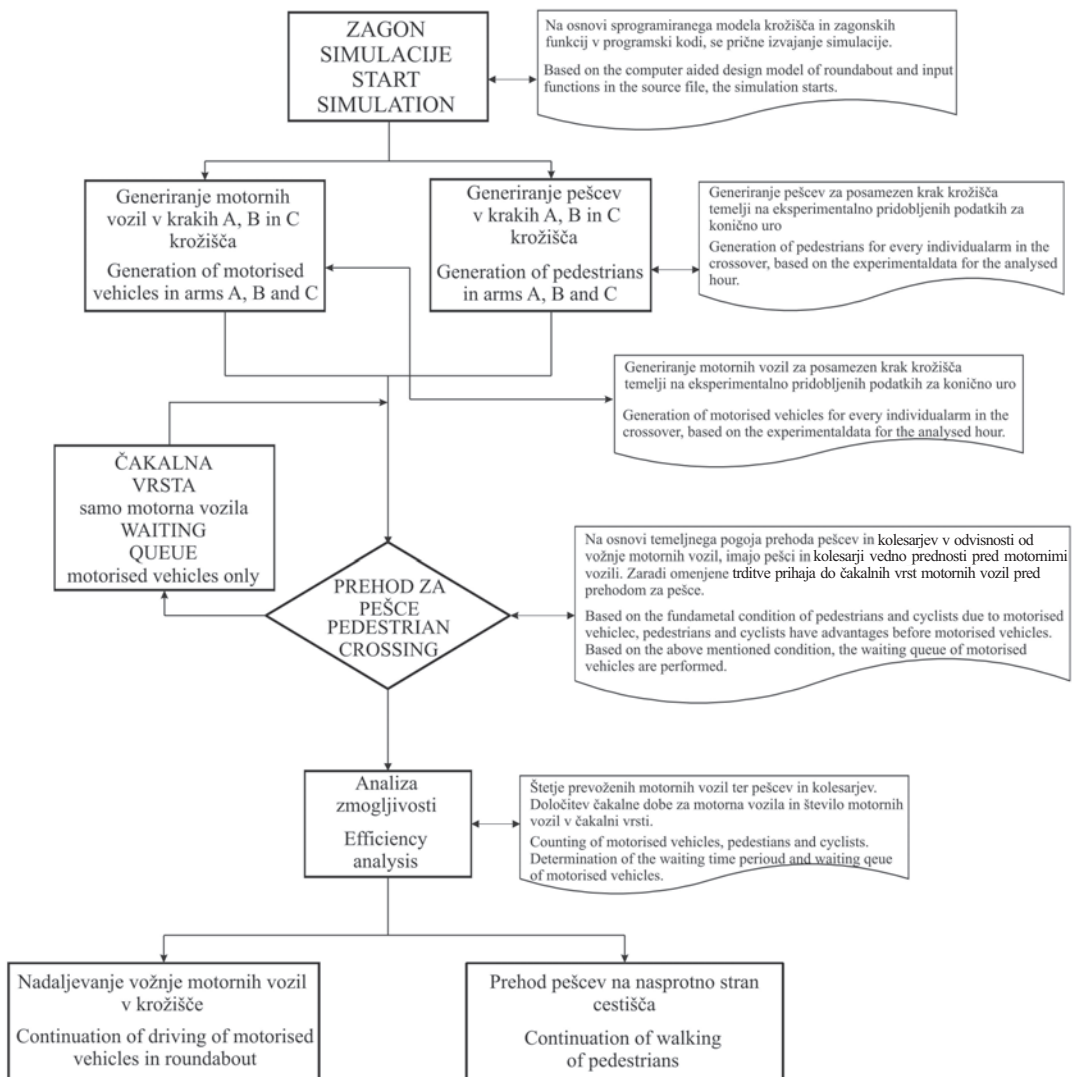 ZAGON
SIMULACIJE
START
SIMULATION
Na osnovi sprogramiranega modela krožišča in zagonskih
funkcij v programski kodi, se prične izvajanje simulacije.
Based on the computer aided design model of roundabout and input
functions in the source file, the simulation starts.
Generiranje motornih
vozil v krakih A, B in C
krožišča
Generation of motorised
vehicles in arms A, B and C
Generiranje pešcev
v krakih A, B in C
krožišča
Generation of pedestrians
in arms A, B and C
Generiranje pešcev za posamezen krak krožišča
temelji na eksperimentalno pridobljenih podatkih za
konično uro
Generation of pedestrians for every individualarm in the
crossover, based on the experimentaldata for the analysed
hour.
Generiranje motornih vozil za posamezen krak krožišča
temelji na eksperimentalno pridobljenih podatkih za konično uro
Generation of motorised vehicles for every individualarm in the
crossover, based on the experimentaldata for the analysed hour.
ČAKALNA
VRSTA
samo motorna vozila
WAITING
QUEUE
motorised vehicles only
PREHOD ZA
PEŠCE
PEDESTRIAN
CROSSING
Na osnovi temeljnega pogoja prehoda pešcev in kolesarjev v odvisnosti od
vožnje motornih vozil, imajo pešci in kolesarji vedno prednosti pred motornimi
vozili. Zaradi omenjene trditve prihaja do čakalnih vrst motornih vozil pred
prehodom za pešce.
Based on the fundametal condition of pedestrians and cyclists due to motorised
vehiclec, pedestrians and cyclists have advantages before motorised vehicles.
Based on the above mentioned condition, the waiting queue of motorised
vehicles are performed.
Analiza
zmogljivosti
Efficiency
analysis
Štetje prevoženih motornih vozil ter pešcev in kolesarjev.
Določitev čakalne dobe za motorna vozila in število motornih
vozil v čakalni vrsti.
Counting of motorised vehicles, pedestians and cyclists.
Determination of the waiting time perioud and waiting qeue
of motorised vehicles.
Nadaljevanje vožnje motornih vozil
v krožišče
Continuation of driving of motorised
vehicles in roundabout
Prehod pešcev na nasprotno stran
cestišča
Continuation of walking
of pedestrians